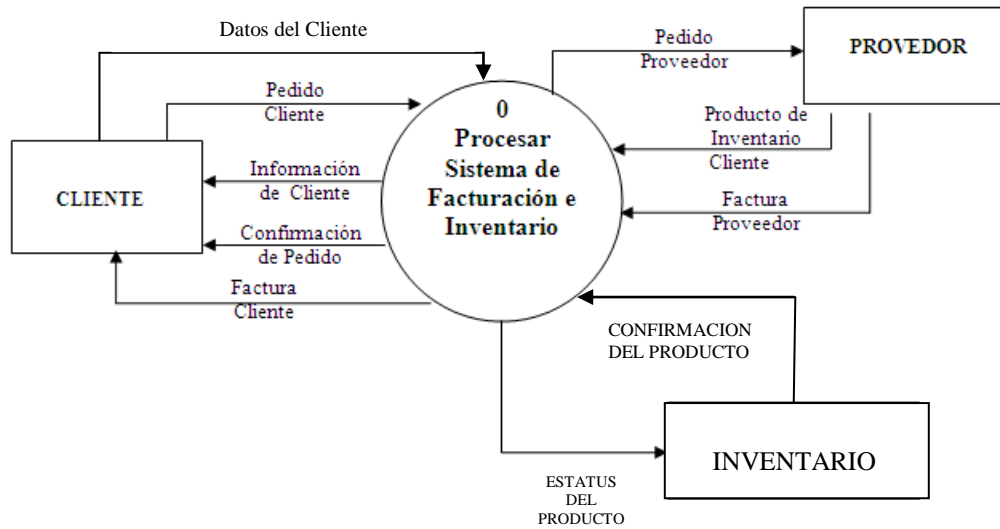 Datos del Cliente
Pedido
Proveedor
PROVEDOR
Pedido
Cliente
0
Procesar
Sistema de
Facturación e
Inventario
Producto de
Inventario
Cliente
CLIENTE
Información
de Cliente
Factura
Proveedor
Confirmación
de Pedido
Factura
Cliente
CONFIRMACION
DEL PRODUCTO
INVENTARIO
ESTATUS
DEL
PRODUCTO